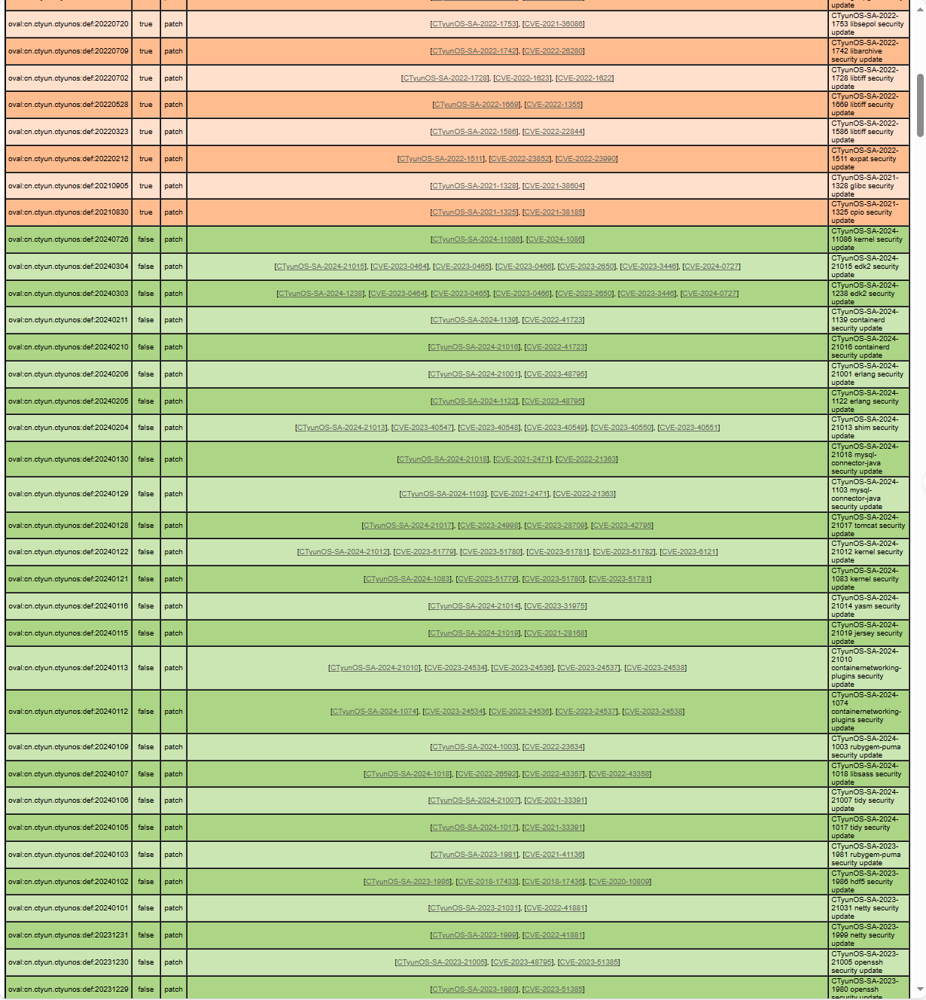 update
oval:cn.ctyun.ctyunos:def:20220720 true patch [CTyunOS-SA-2022-1753], [CVE-2021-36086] CTyunOS-SA-2022-
1753 libsepol security
update
oval:cn.ctyun.ctyunos:def:20220709 true patch [CTyunOS-SA-2022-1742], [CVE-2022-26280] CTyunOS-SA-2022-
1742 libarchive
security update
oval:cn.ctyun.ctyunos:def:20220702 true patch [CTyunOS-SA-2022-1728], [CVE-2022-1623], [CVE-2022-1622] CTyunOS-SA-2022-
1728 libtiff security
update
oval:cn.ctyun.ctyunos:def:20220528 true patch [CTyunOS-SA-2022-1669], [CVE-2022-1355] CTyunOS-SA-2022-
1669 libtiff security
update
oval:cn.ctyun.ctyunos:def:20220323 true patch [CTyunOS-SA-2022-1586], [CVE-2022-22844] CTyunOS-SA-2022-
1586 libtiff security
update
oval:cn.ctyun.ctyunos:def:20220212 true patch [CTyunOS-SA-2022-1511], [CVE-2022-23852], [CVE-2022-23990] CTyunOS-SA-2022-
1511 expat security
update
oval:cn.ctyun.ctyunos:def:20210905 true patch [CTyunOS-SA-2021-1328], [CVE-2021-38604] CTyunOS-SA-2021-
1328 glibc security
update
oval:cn.ctyun.ctyunos:def:20210830 true patch [CTyunOS-SA-2021-1325], [CVE-2021-38185] CTyunOS-SA-2021-
1325 cpio security
update
oval:cn.ctyun.ctyunos:def:20240726 false patch [CTyunOS-SA-2024-11086], [CVE-2024-1086] CTyunOS-SA-2024-
11086 kernel security
update
oval:cn.ctyun.ctyunos:def:20240304 false patch [CTyunOS-SA-2024-21015], [CVE-2023-0464], [CVE-2023-0465], [CVE-2023-0466], [CVE-2023-2650], [CVE-2023-3446], [CVE-2024-0727] CTyunOS-SA-2024-
21015 edk2 security
update
oval:cn.ctyun.ctyunos:def:20240303 false patch [CTyunOS-SA-2024-1238], [CVE-2023-0464], [CVE-2023-0465], [CVE-2023-0466], [CVE-2023-2650], [CVE-2023-3446], [CVE-2024-0727] CTyunOS-SA-2024-
1238 edk2 security
update
oval:cn.ctyun.ctyunos:def:20240211 false patch [CTyunOS-SA-2024-1139], [CVE-2022-41723] CTyunOS-SA-2024-
1139 containerd
security update
oval:cn.ctyun.ctyunos:def:20240210 false patch [CTyunOS-SA-2024-21016], [CVE-2022-41723] CTyunOS-SA-2024-
21016 containerd
security update
oval:cn.ctyun.ctyunos:def:20240206 false patch [CTyunOS-SA-2024-21001], [CVE-2023-48795] CTyunOS-SA-2024-
21001 erlang security
update
oval:cn.ctyun.ctyunos:def:20240205 false patch [CTyunOS-SA-2024-1122], [CVE-2023-48795] CTyunOS-SA-2024-
1122 erlang security
update
oval:cn.ctyun.ctyunos:def:20240204 false patch [CTyunOS-SA-2024-21013], [CVE-2023-40547], [CVE-2023-40548], [CVE-2023-40549], [CVE-2023-40550], [CVE-2023-40551] CTyunOS-SA-2024-
21013 shim security
update
oval:cn.ctyun.ctyunos:def:20240130 false patch [CTyunOS-SA-2024-21018], [CVE-2021-2471], [CVE-2022-21363] CTyunOS-SA-2024-
21018 mysql-
connector-java
security update
oval:cn.ctyun.ctyunos:def:20240129 false patch [CTyunOS-SA-2024-1103], [CVE-2021-2471], [CVE-2022-21363] CTyunOS-SA-2024-
1103 mysql-
connector-java
security update
oval:cn.ctyun.ctyunos:def:20240128 false patch [CTyunOS-SA-2024-21017], [CVE-2023-24998], [CVE-2023-28709], [CVE-2023-42795] CTyunOS-SA-2024-
21017 tomcat security
update
oval:cn.ctyun.ctyunos:def:20240122 false patch [CTyunOS-SA-2024-21012], [CVE-2023-51779], [CVE-2023-51780], [CVE-2023-51781], [CVE-2023-51782], [CVE-2023-6121] CTyunOS-SA-2024-
21012 kernel security
update
oval:cn.ctyun.ctyunos:def:20240121 false patch [CTyunOS-SA-2024-1083], [CVE-2023-51779], [CVE-2023-51780], [CVE-2023-51781] CTyunOS-SA-2024-
1083 kernel security
update
oval:cn.ctyun.ctyunos:def:20240116 false patch [CTyunOS-SA-2024-21014], [CVE-2023-31975] CTyunOS-SA-2024-
21014 yasm security
update
oval:cn.ctyun.ctyunos:def:20240115 false patch [CTyunOS-SA-2024-21019], [CVE-2021-28168] CTyunOS-SA-2024-
21019 jersey security
update
oval:cn.ctyun.ctyunos:def:20240113 false patch [CTyunOS-SA-2024-21010], [CVE-2023-24534], [CVE-2023-24536], [CVE-2023-24537], [CVE-2023-24538] CTyunOS-SA-2024-
21010
containernetworking-
plugins security
update
oval:cn.ctyun.ctyunos:def:20240112 false patch [CTyunOS-SA-2024-1074], [CVE-2023-24534], [CVE-2023-24536], [CVE-2023-24537], [CVE-2023-24538] CTyunOS-SA-2024-
1074
containernetworking-
plugins security
update
oval:cn.ctyun.ctyunos:def:20240109 false patch [CTyunOS-SA-2024-1003], [CVE-2022-23634] CTyunOS-SA-2024-
1003 rubygem-puma
security update
oval:cn.ctyun.ctyunos:def:20240107 false patch [CTyunOS-SA-2024-1018], [CVE-2022-26592], [CVE-2022-43357], [CVE-2022-43358] CTyunOS-SA-2024-
1018 libsass security
update
oval:cn.ctyun.ctyunos:def:20240106 false patch [CTyunOS-SA-2024-21007], [CVE-2021-33391] CTyunOS-SA-2024-
21007 tidy security
update
oval:cn.ctyun.ctyunos:def:20240105 false patch [CTyunOS-SA-2024-1017], [CVE-2021-33391] CTyunOS-SA-2024-
1017 tidy security
update
oval:cn.ctyun.ctyunos:def:20240103 false patch [CTyunOS-SA-2023-1981], [CVE-2021-41136] CTyunOS-SA-2023-
1981 rubygem-puma
security update
oval:cn.ctyun.ctyunos:def:20240102 false patch [CTyunOS-SA-2023-1986], [CVE-2018-17433], [CVE-2018-17436], [CVE-2020-10809] CTyunOS-SA-2023-
1986 hdf5 security
update
oval:cn.ctyun.ctyunos:def:20240101 false patch [CTyunOS-SA-2023-21031], [CVE-2022-41881] CTyunOS-SA-2023-
21031 netty security
update
oval:cn.ctyun.ctyunos:def:20231231 false patch [CTyunOS-SA-2023-1999], [CVE-2022-41881] CTyunOS-SA-2023-
1999 netty security
update
oval:cn.ctyun.ctyunos:def:20231230 false patch [CTyunOS-SA-2023-21005], [CVE-2023-48795], [CVE-2023-51385] CTyunOS-SA-2023-
21005 openssh
security update
oval:cn.ctyun.ctyunos:def:20231229 false patch [CTyunOS-SA-2023-1980], [CVE-2023-51385] CTyunOS-SA-2023-
1980 openssh
security update